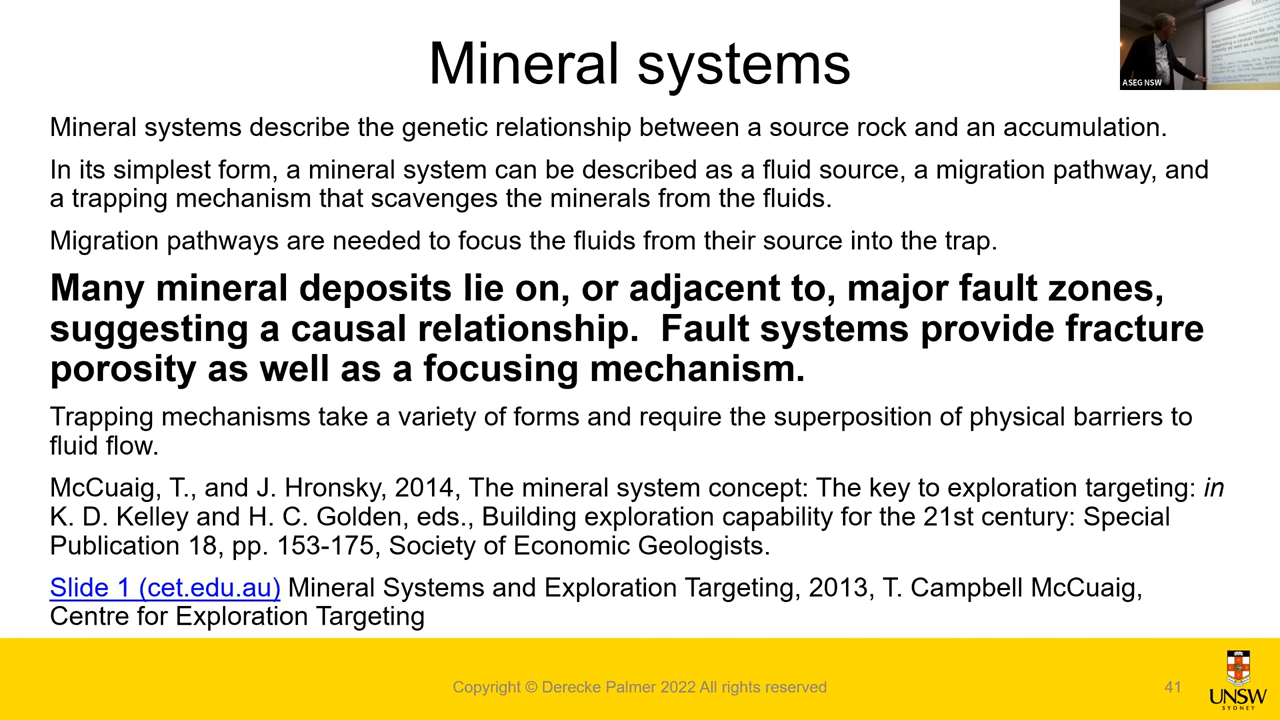 Mineral systems
ASEG NSW
Mineral systems describe the genetic relationship between a source rock and an accumulation.
In its simplest form, a mineral system can be described as a fluid source, a migration pathway, and
a trapping mechanism that scavenges the minerals from the fluids.
Migration pathways are needed to focus the fluids from their source into the trap.
Many mineral deposits lie on, or adjacent to, major fault zones,
suggesting a causal relationship.  Fault systems provide fracture
porosity as well as a focusing mechanism.
Trapping mechanisms take a variety of forms and require the superposition of physical barriers to
fluid flow.
McCuaig, T., and J. Hronsky, 2014, The mineral system concept: The key to exploration targeting: in
K. D. Kelley and H. C. Golden, eds., Building exploration capability for the 21st century: Special
Publication 18, pp. 153-175, Society of Economic Geologists.
Slide 1 (cet.edu.au) Mineral Systems and Exploration Targeting, 2013, T. Campbell McCuaig,
Centre for Exploration Targeting
Copyright © Derecke Palmer 2022 All rights reserved
41
UNSW
SYDNEY